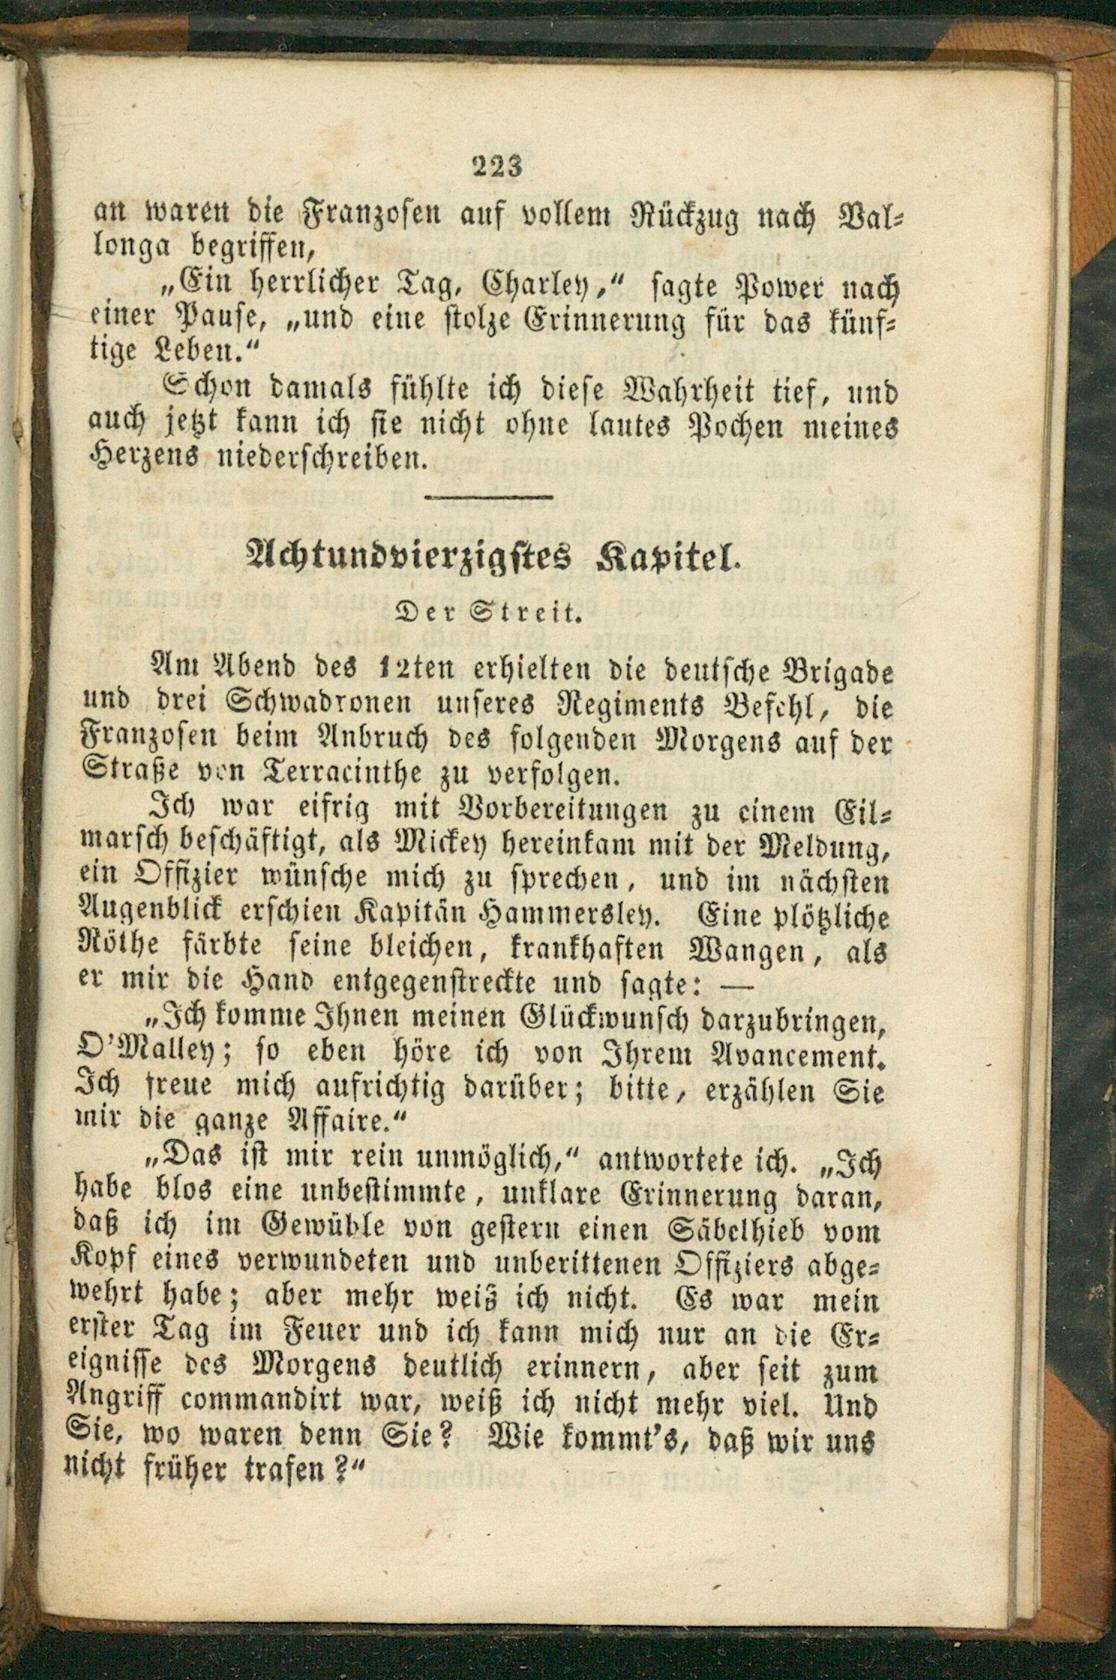 223
an waren die Franzosen auf vollem Rückzug nach Val-
longa begriffen,
„Ein herrlicher Tag, Charley,“ sagte Power nach
einer Pause, „und eine stolze Erinnerung für das künf-
tige Leben.“
Schon damals fühlte ich diese Wahrheit tief, und
auch jetzt kann ich sie nicht ohne lautes Pochen meines
Herzens niederschreiben.
Achtundvierzigstes Kapitel.
Der Streit.
Am Abend des 12ten erhielten die deutsche Brigade
und drei Schwadronen unseres Regiments Befehl, die
Franzosen beim Anbruch des folgenden Morgens auf der
Straße von Terracinthe zu verfolgen.
Ich war eifrig mit Vorbereitungen zu einem Eil-
marsch beschäftigt, als Mickey hereinkam mit der Meldung,
ein Offizier wünsche mich zu sprechen, und im nächsten
Augenblick erschien Kapitän Hammersley. Eine plötzliche
Röthe färbte seine bleichen, krankhaften Wangen, als
er mir die Hand entgegenstreckte und sagte: —
„Ich komme Ihnen meinen Glückwunsch darzubringen,
O'Malley; so eben höre ich von Ihrem Avancement.
Ich freue mich aufrichtig darüber; bitte, erzählen Sie
mir die ganze Affaire.“
„Das ist mir rein unmöglich,“ antwortete ich. „Ich
habe blos eine unbestimmte, unklare Erinnerung daran,
daß ich im Gewühle von gestern einen Säbelhieb vom
Kopf eines verwundeten und unberittenen Offiziers abge-
wehrt habe; aber mehr weiß ich nicht. Es war mein
erster Tag im Feuer und ich kann mich nur an die Er-
eignisse des Morgens deutlich erinnern, aber seit zum
Angriff commandirt war, weiß ich nicht mehr viel. Und
Sie, wo waren denn Sie? Wie kommt's, daß wir uns
nicht früher trafen?“